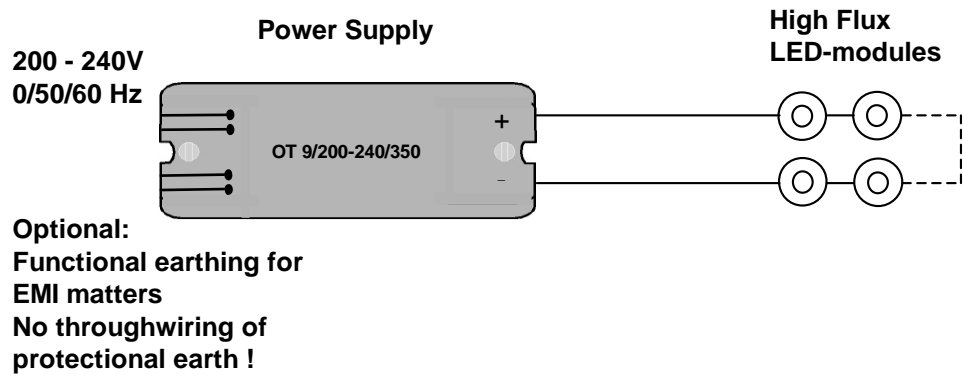 Power Supply
High Flux
LED-modules
200 - 240V
0/50/60 Hz
+
OT 9/200-240/350
-
Optional:
Functional earthing for
EMI matters
No throughwiring of
protectional earth !